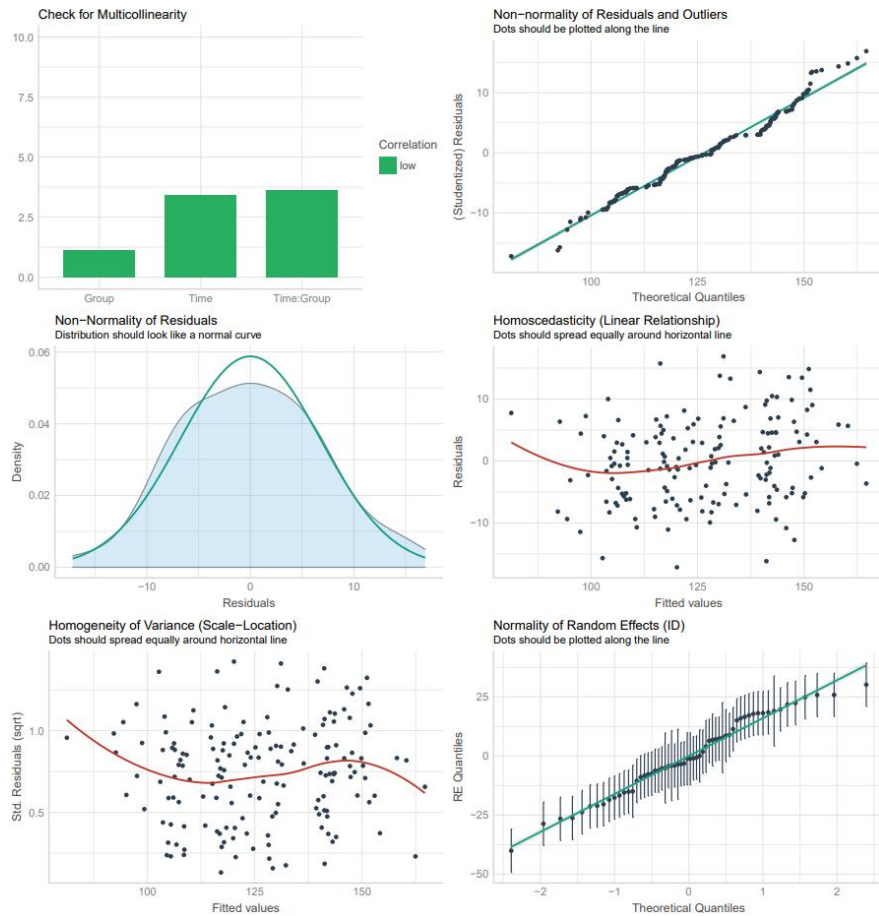 Check for Multicollinearity
10.0
7.5
5.0
2.5
0.0
Group
Time
Time:Group
Correlation
low
Non-normality of Residuals and Outliers
Dots should be plotted along the line
(Studentized) Residuals
10
0
−10
100
125
150
Theoretical Quantiles
Non-Normality of Residuals
Distribution should look like a normal curve
Density
0.06
0.04
0.02
0.00
−10
0
10
Residuals
Homoscedasticity (Linear Relationship)
Dots should spread equally around horizontal line
Residuals
10
0
−10
100
125
150
Fitted values
Homogeneity of Variance (Scale−Location)
Dots should spread equally around horizontal line
Std. Residuals (sqrt)
1.0
0.5
100
125
150
Fitted values
Normality of Random Effects (ID)
Dots should be plotted along the line
RE Quantiles
25
0
−25
−50
−2
−1
0
1
2
Theoretical Quantiles